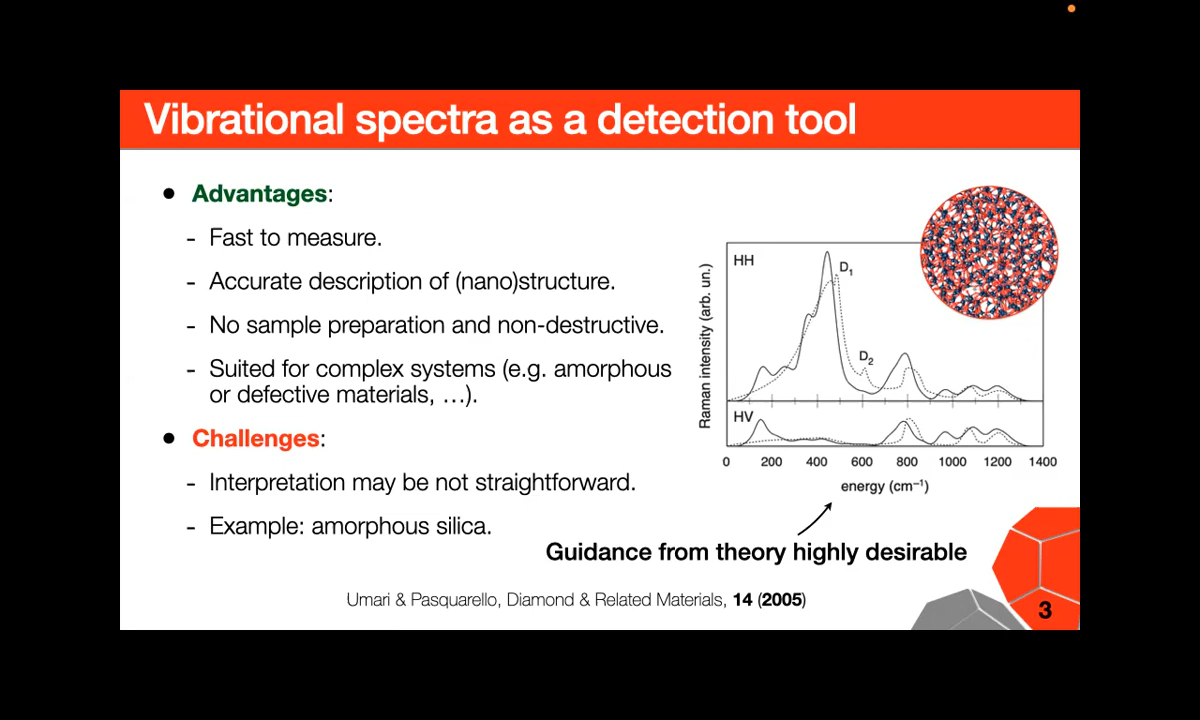 Vibrational spectra as a detection tool
● Advantages:
- Fast to measure.
- Accurate description of (nano)structure.
- No sample preparation and non-destructive.
- Suited for complex systems (e.g. amorphous
or defective materials, …).
● Challenges:
- Interpretation may be not straightforward.
- Example: amorphous silica.
HH
D₁
D₂
HV
Raman intensity (arb. un.)
0 200 400 600 800 1000 1200 1400
energy (cm⁻¹)
Guidance from theory highly desirable
Umari & Pasquarello, Diamond & Related Materials, 14 (2005)
3